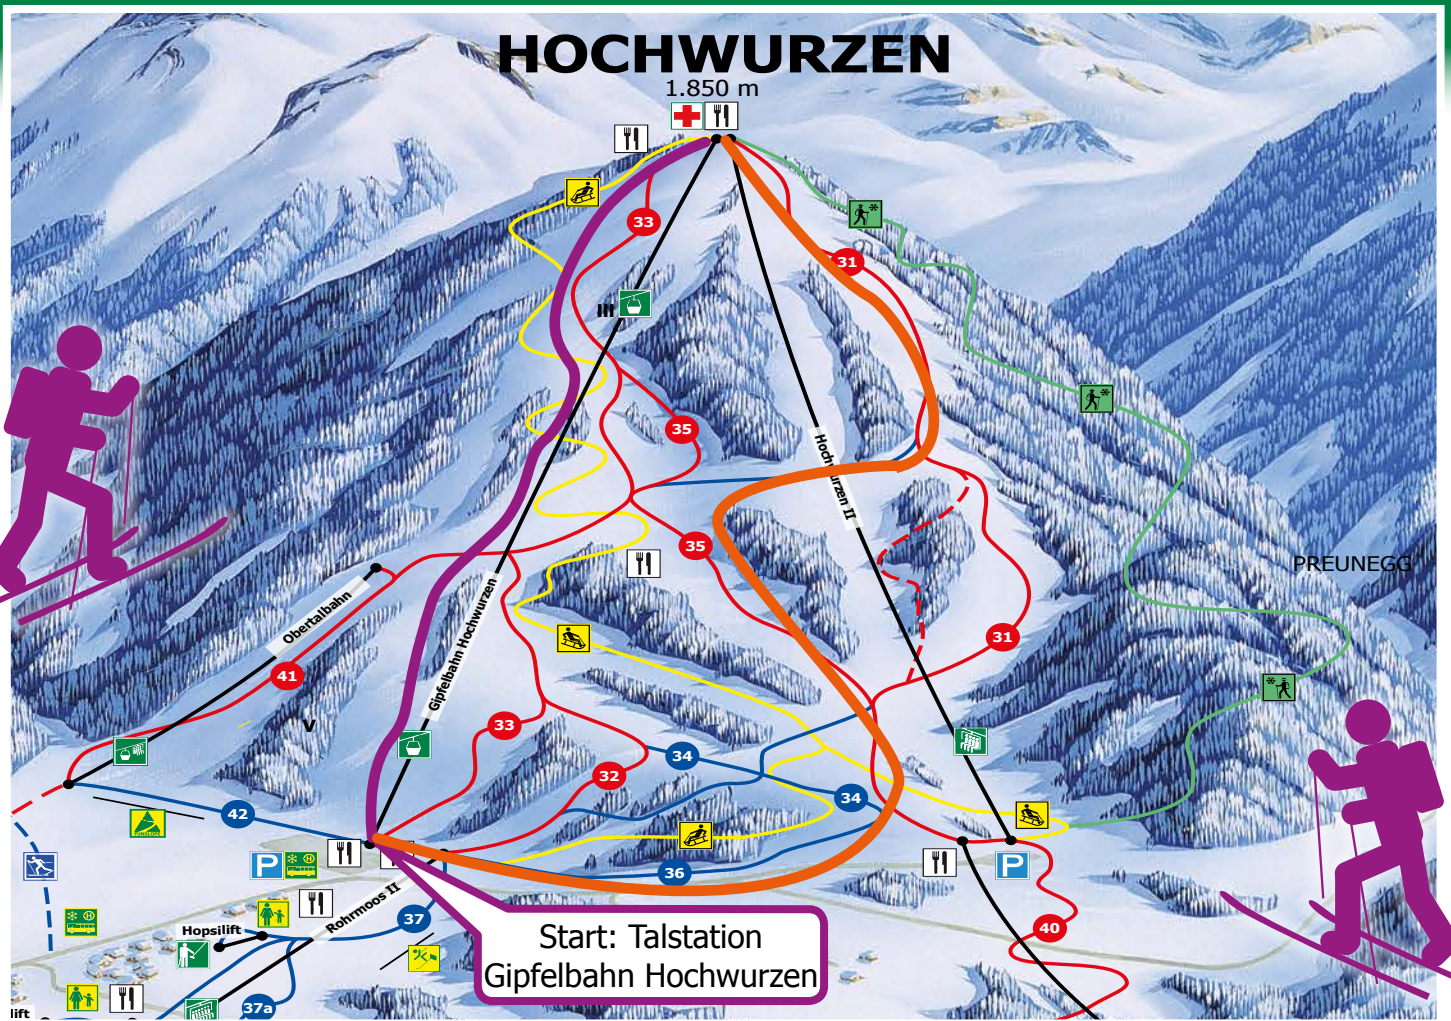 HOCHWURZEN
1.850 m
33
31
III
35
Hochwurzen II
35
PREUNEGG
Obertalbahn
Gipfelbahn Hochwurzen
31
41
33
V
34
32
34
42
P
H
36
P
Rohrmoos II
37
Hopsilift
40
Start: Talstation
Gipfelbahn Hochwurzen
37a
lift